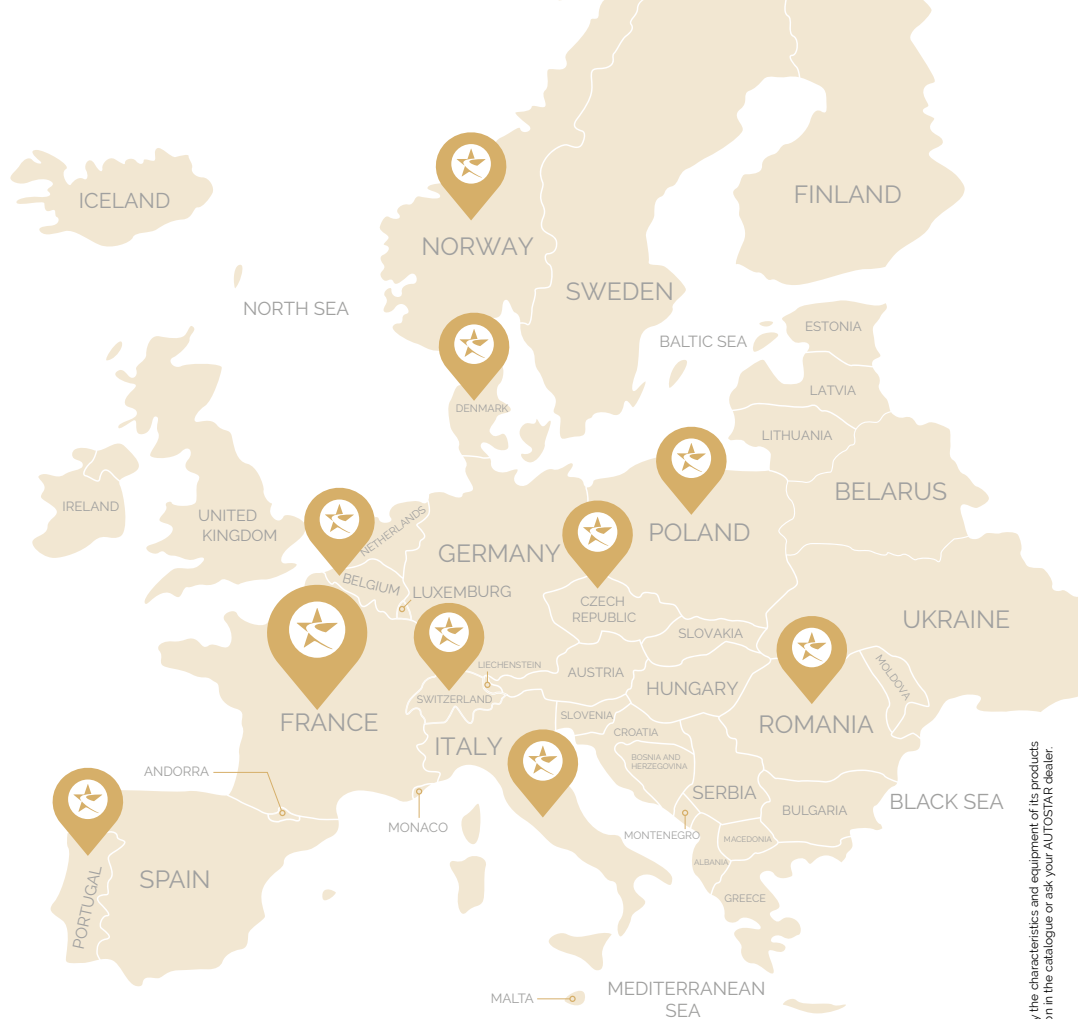 ICELAND
FINLAND
NORWAY
SWEDEN
NORTH SEA
ESTONIA
BALTIC SEA
LATVIA
DENMARK
LITHUANIA
BELARUS
IRELAND
UNITED
KINGDOM
NETHERLANDS
POLAND
GERMANY
BELGIUM
LUXEMBURG
CZECH
REPUBLIC
UKRAINE
SLOVAKIA
LIECHENSTEIN
AUSTRIA
MOLDOVA
HUNGARY
SWITZERLAND
SLOVENIA
FRANCE
ROMANIA
CROATIA
ITALY
BOSNIA AND
HERZEGOVINA
ANDORRA
SERBIA
BLACK SEA
BULGARIA
MONACO
MONTENEGRO
MACEDONIA
ALBANIA
SPAIN
PORTUGAL
GREECE
MALTA
MEDITERRANEAN
SEA
the characteristics and equipment of its products
in the catalogue or ask your AUTOSTAR dealer.